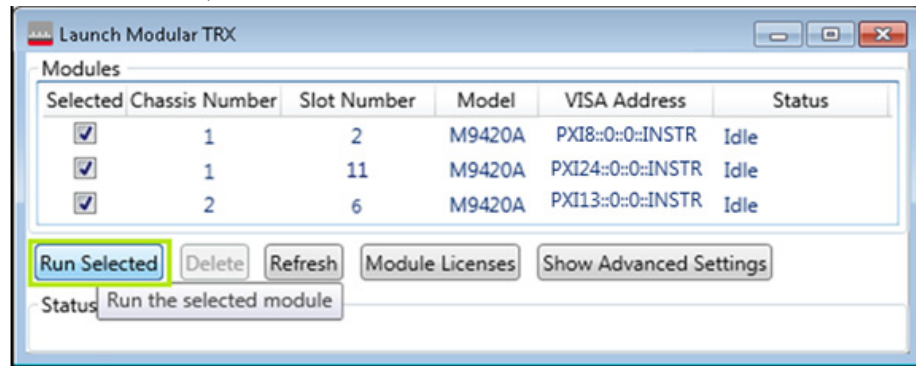 Launch Modular TRX
Modules
Selected Chassis Number Slot Number Model VISA Address Status
1 2 M9420A PXI8::0::0::INSTR Idle
1 11 M9420A PXI24::0::0::INSTR Idle
2 6 M9420A PXI13::0::0::INSTR Idle
Run Selected Delete Refresh Module Licenses Show Advanced Settings
Status Run the selected module